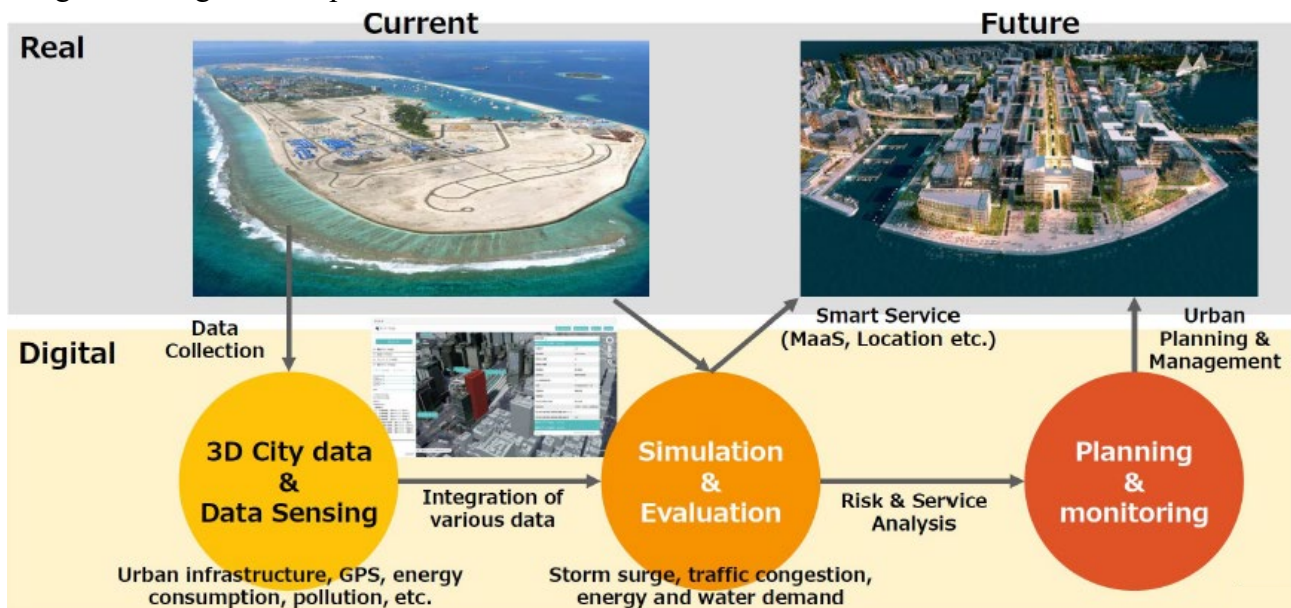 Current
Future
Real
Data
Collection
Smart Service
(MaaS, Location etc.)
Urban
Planning &
Management
Digital
3D City data
&
Data Sensing
Integration of
various data
Simulation
&
Evaluation
Risk & Service
Analysis
Planning
&
monitoring
Urban infrastructure, GPS, energy
consumption, pollution, etc.
Storm surge, traffic congestion,
energy and water demand